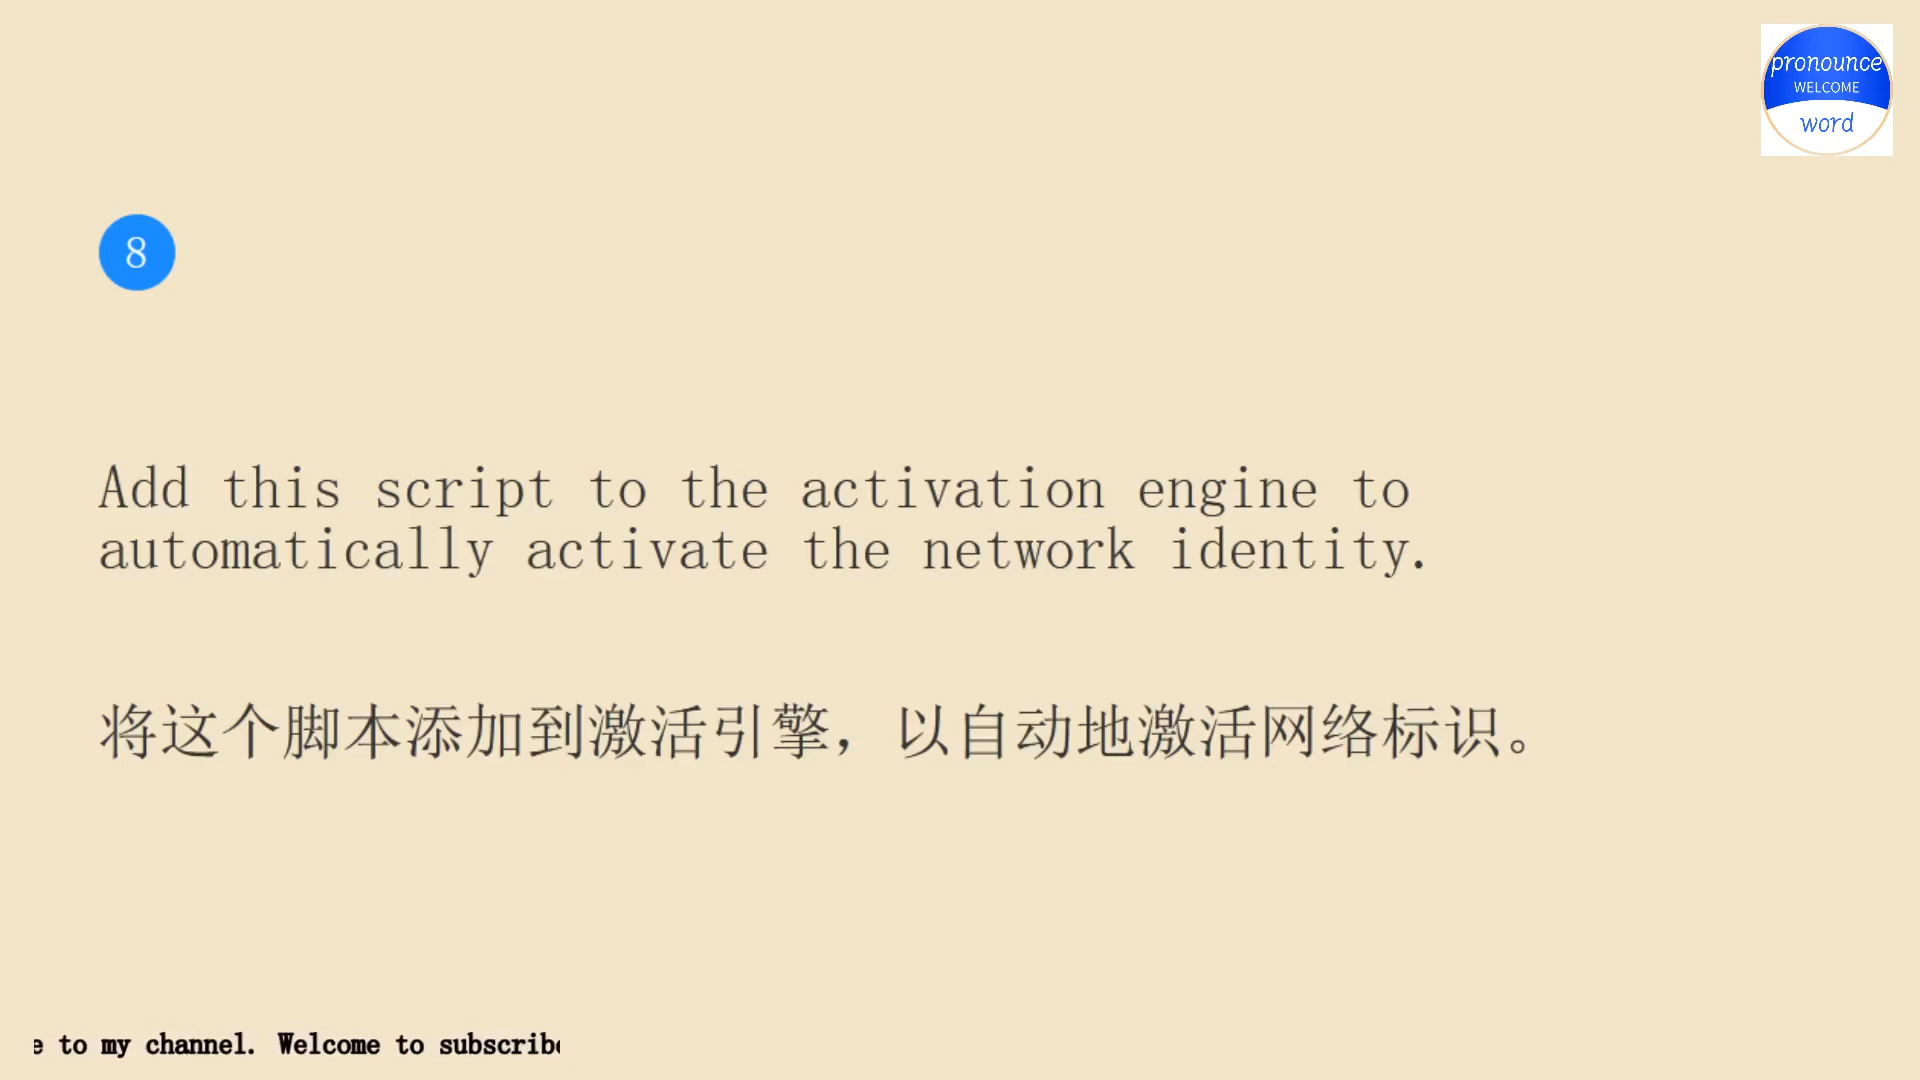 pronounce
WELCOME
word
8
Add this script to the activation engine to
automatically activate the network identity.
将这个脚本添加到激活引擎，以自动地激活网络标识。
e to my channel. Welcome to subscribe